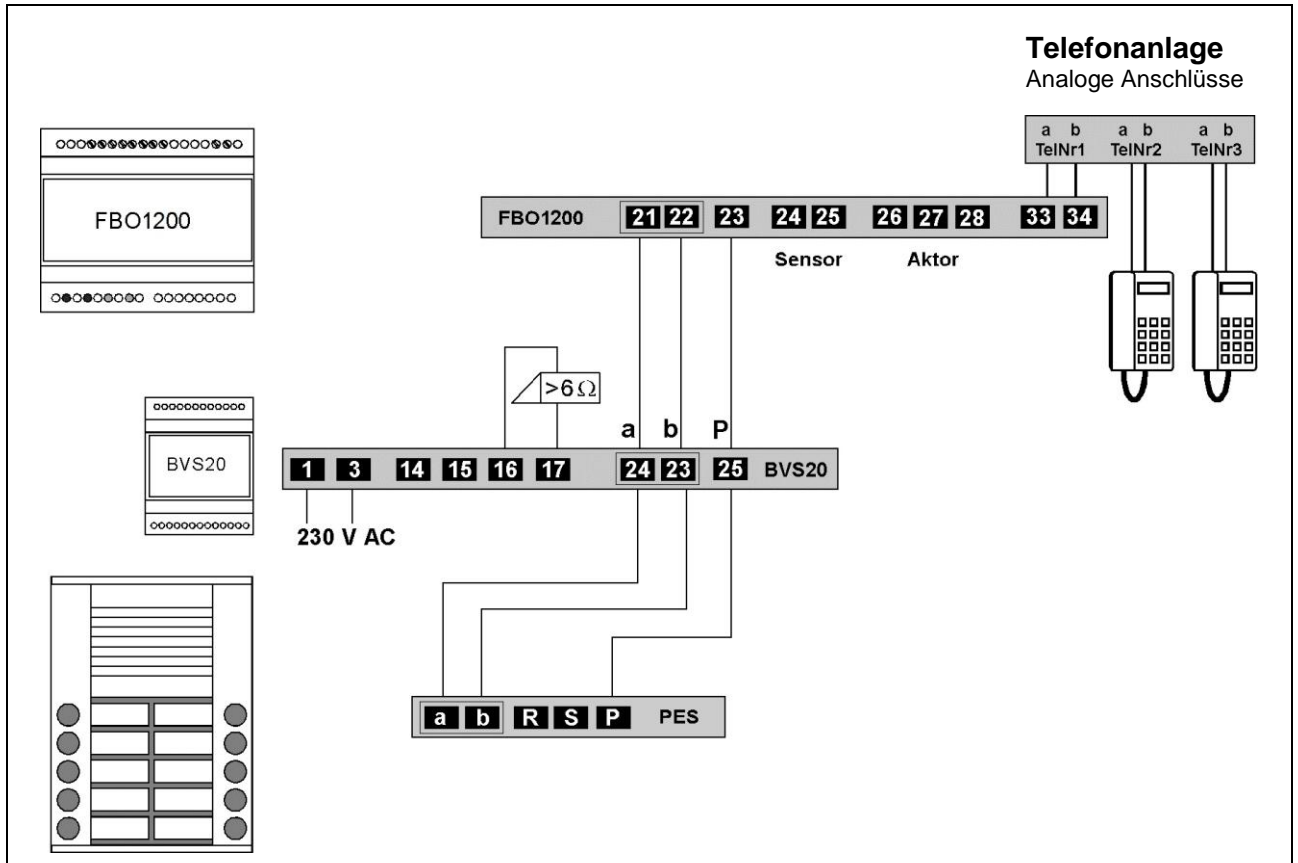 Telefonanlage
Analoge Anschlüsse
a b a b a b
TelNr1 TelNr2 TelNr3
FBO1200
FBO1200 21 22 23 24 25 26 27 28 33 34
Sensor Aktor
>6 Ω
a b P
BVS20
1 3 14 15 16 17 24 23 25 BVS20
230 V AC
a b R S P PES